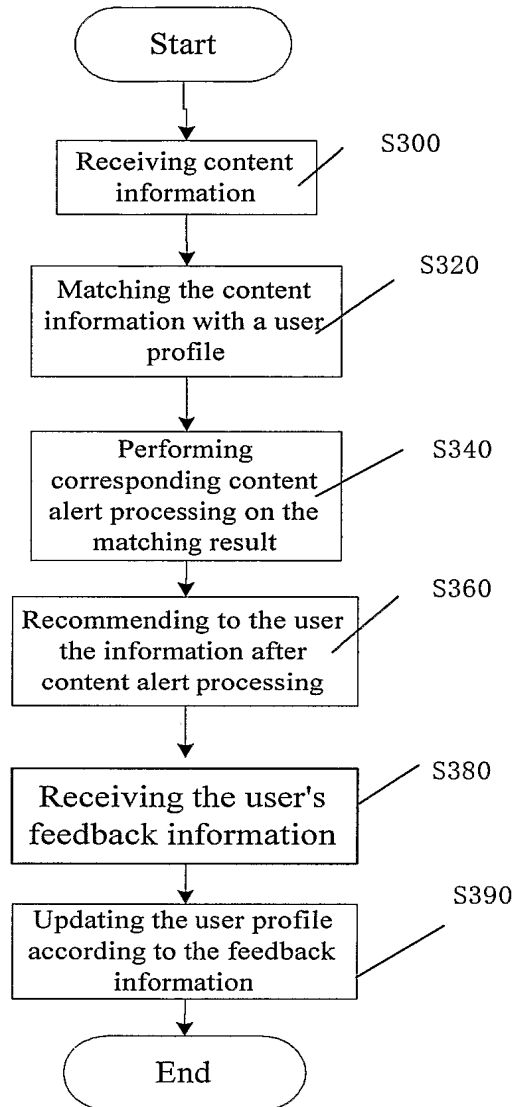 Start
S300
Receiving content
information
S320
Matching the content
information with a user
profile
S340
Performing
corresponding content
alert processing on the
matching result
S360
Recommending to the user
the information after
content alert processing
S380
Receiving the user's
feedback information
S390
Updating the user profile
according to the feedback
information
End